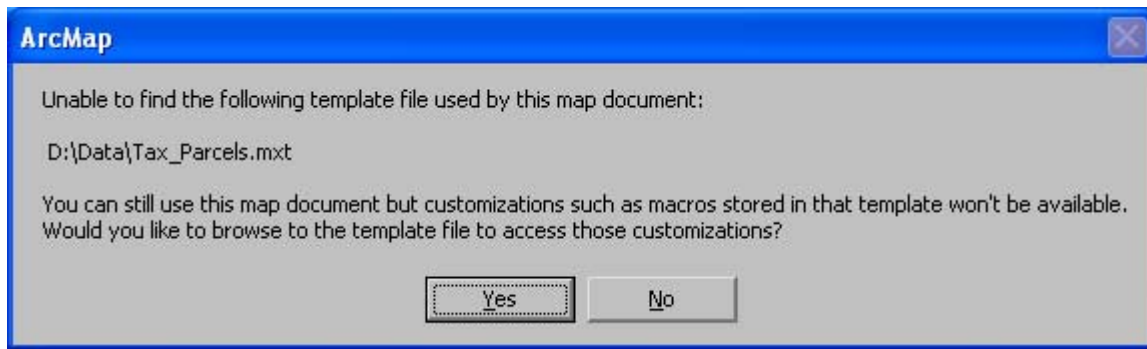 ArcMap
Unable to find the following template file used by this map document:
D:\Data\Tax_Parcels.mxt
You can still use this map document but customizations such as macros stored in that template won't be available.
Would you like to browse to the template file to access those customizations?
Yes No